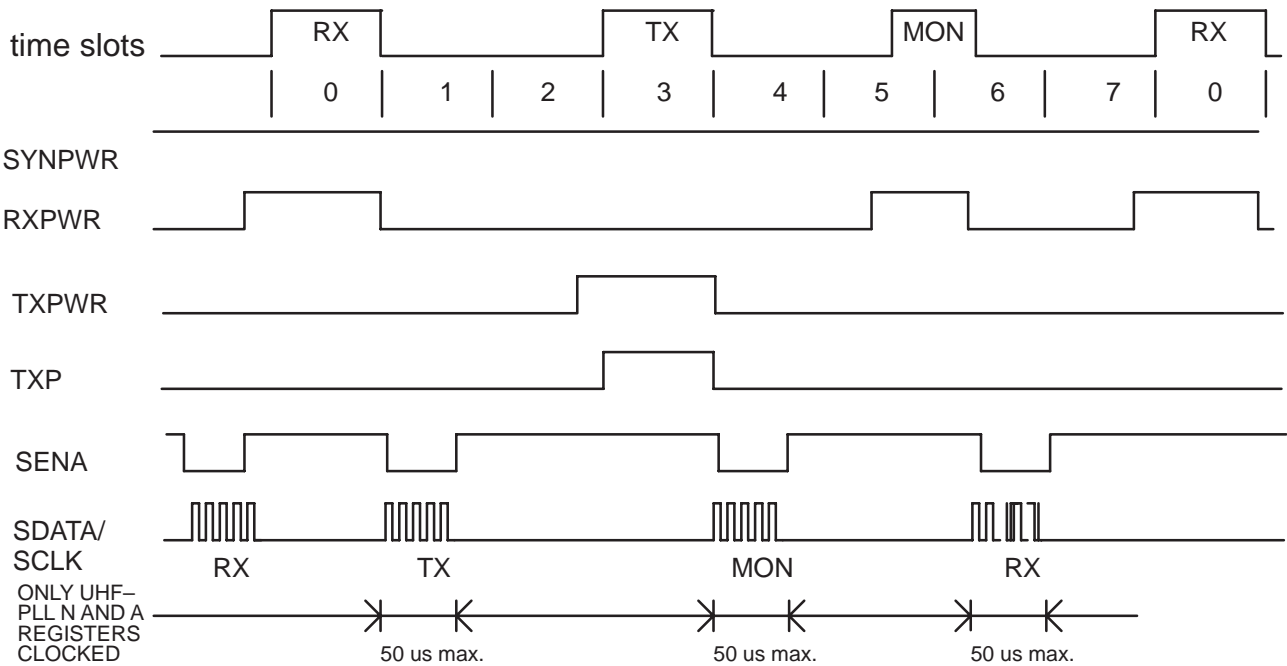 RX TX MON RX
time slots
0 1 2 3 4 5 6 7 0
SYNPWR
RXPWR
TXPWR
TXP
SENA
SDATA/
SCLK
RX TX MON RX
ONLY UHF–
PLL N AND A
REGISTERS
CLOCKED
50 us max. 50 us max. 50 us max.